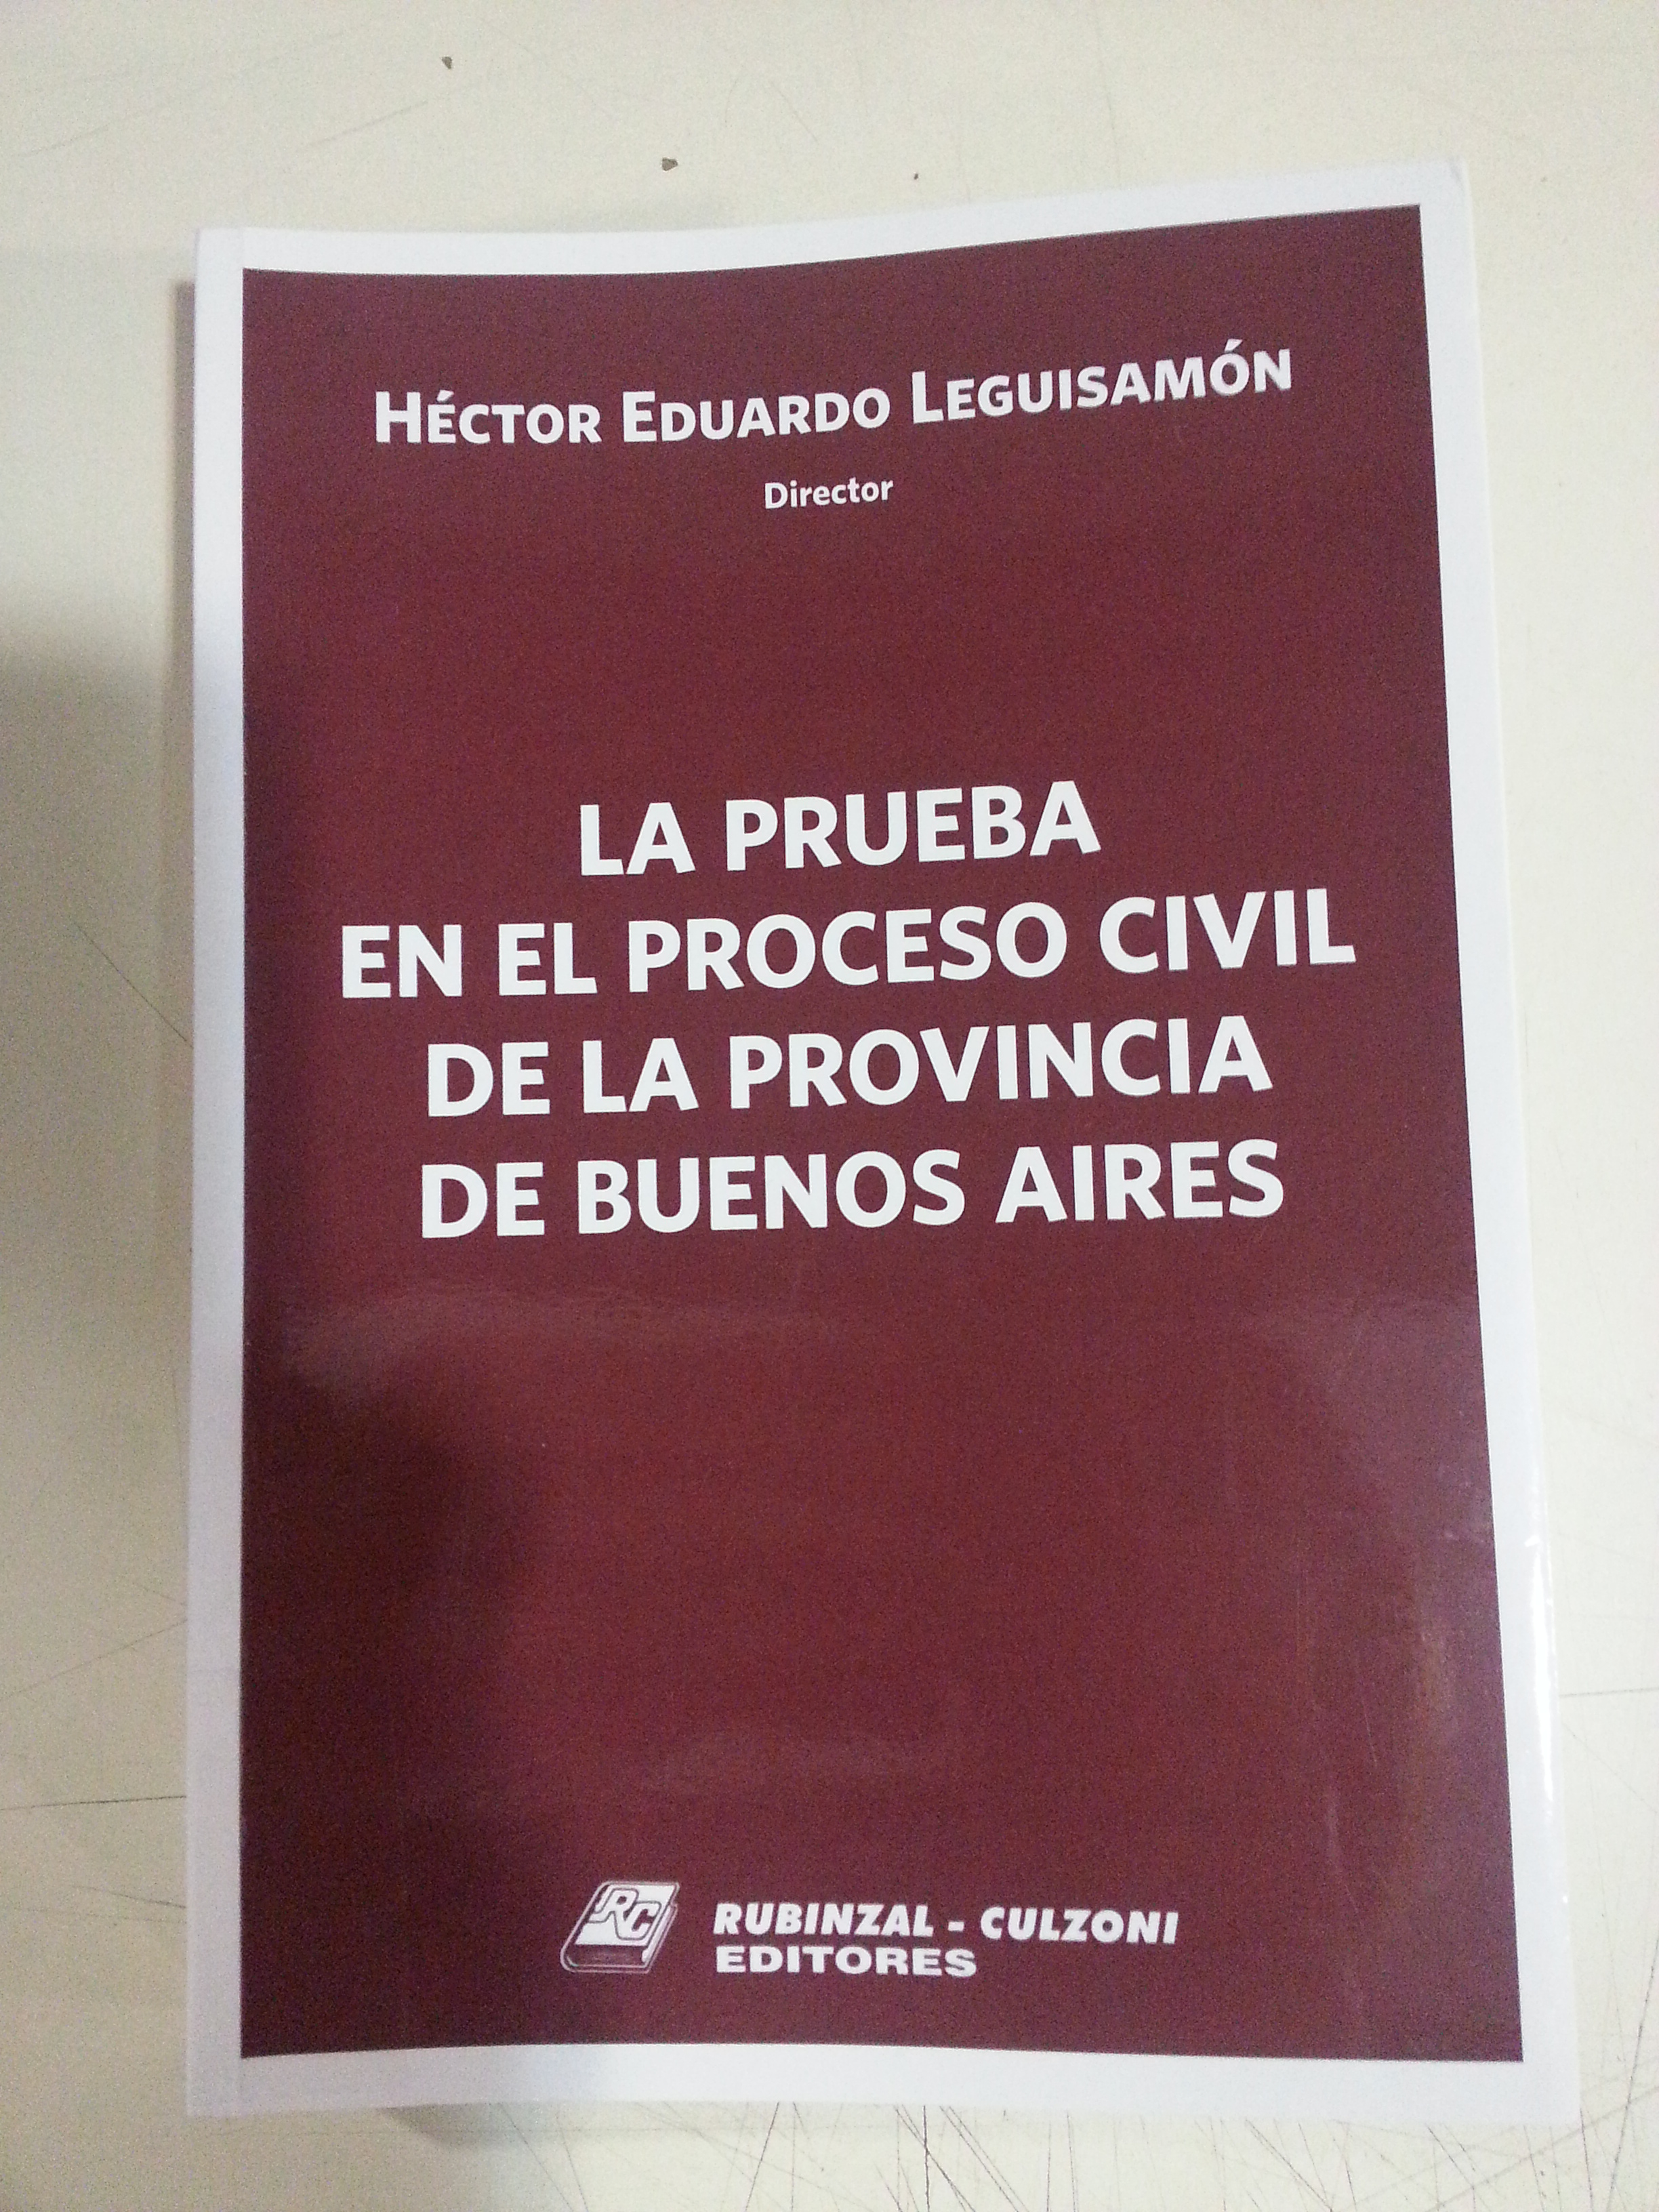 HÉCTOR EDUARDO LEGUISAMÓN
Director
LA PRUEBA
EN EL PROCESO CIVIL
DE LA PROVINCIA
DE BUENOS AIRES
RC
RUBINZAL - CULZONI
EDITORES